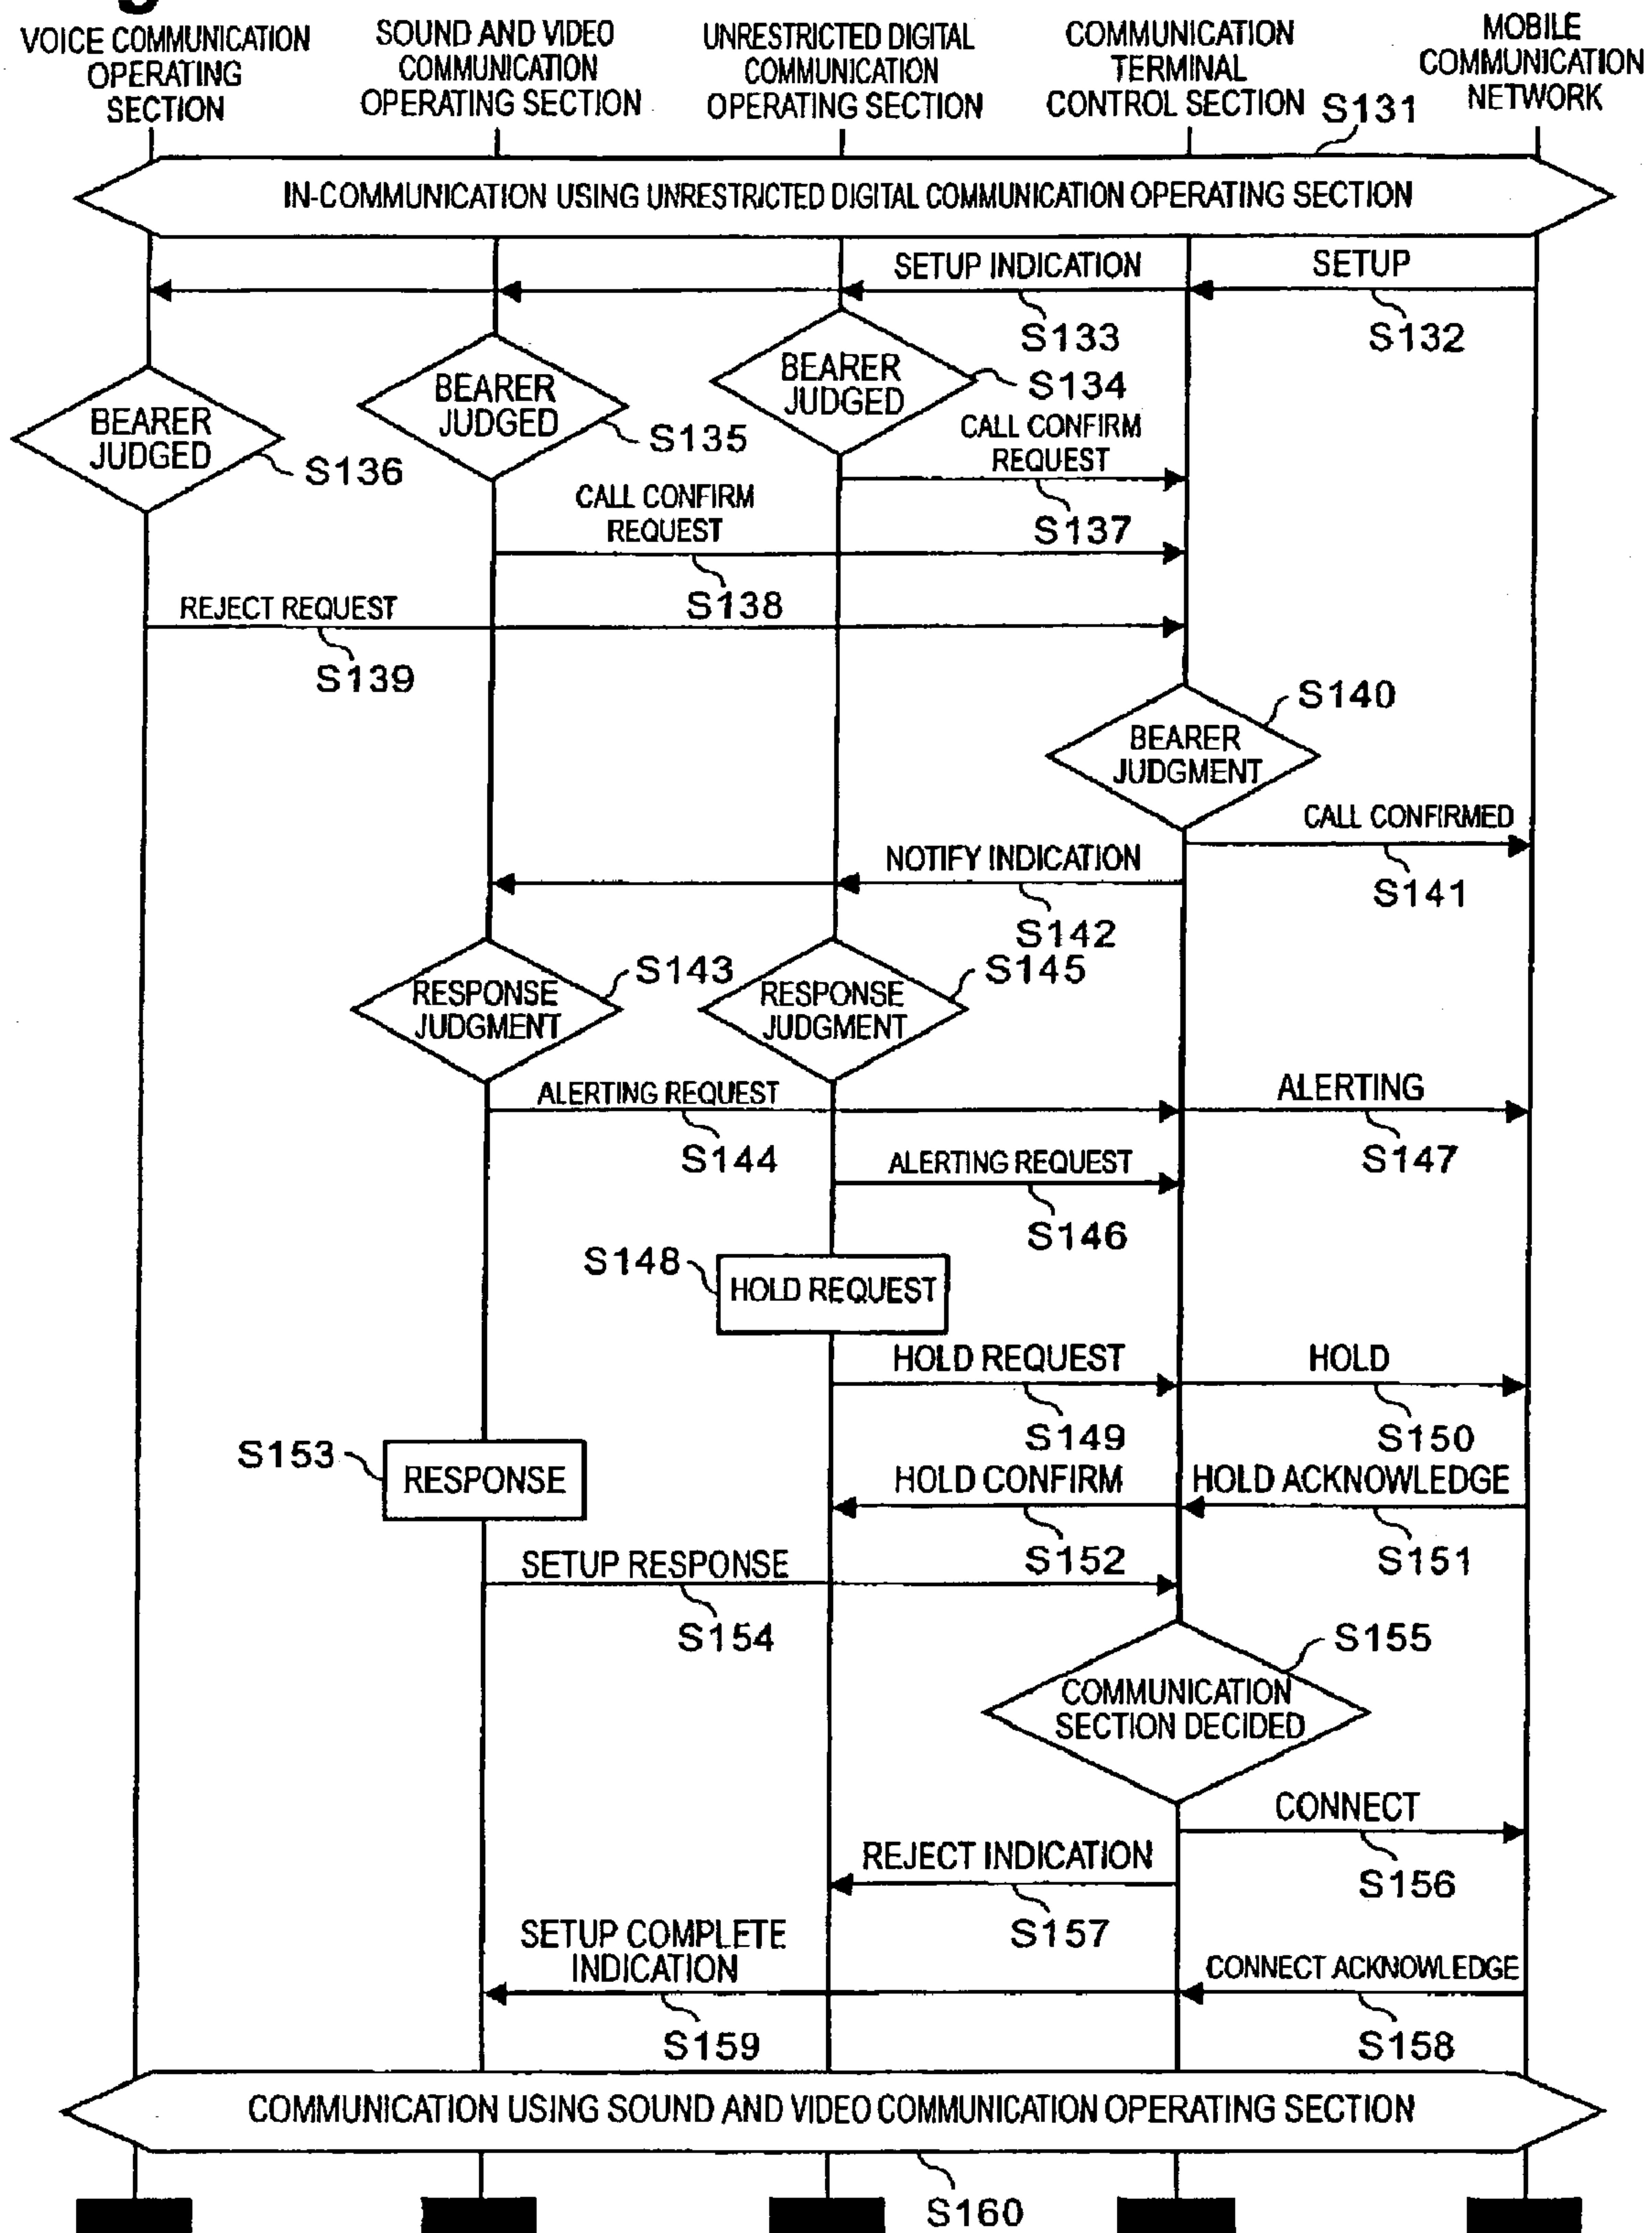 VOICE COMMUNICATION
OPERATING
SECTION
SOUND AND VIDEO
COMMUNICATION
OPERATING SECTION
UNRESTRICTED DIGITAL
COMMUNICATION
OPERATING SECTION
COMMUNICATION
TERMINAL
CONTROL SECTION
MOBILE
COMMUNICATION
NETWORK
S131
IN-COMMUNICATION USING UNRESTRICTED DIGITAL COMMUNICATION OPERATING SECTION
SETUP INDICATION
SETUP
S133
S132
BEARER
JUDGED
S134
BEARER
JUDGED
S135
BEARER
JUDGED
S136
CALL CONFIRM
REQUEST
S137
CALL CONFIRM
REQUEST
S138
REJECT REQUEST
S139
S140
BEARER
JUDGMENT
CALL CONFIRMED
S141
NOTIFY INDICATION
S142
S143
RESPONSE
JUDGMENT
S145
RESPONSE
JUDGMENT
ALERTING REQUEST
ALERTING
S144
S147
ALERTING REQUEST
S146
S148
HOLD REQUEST
HOLD REQUEST
HOLD
S149
S150
S153
RESPONSE
HOLD CONFIRM
HOLD ACKNOWLEDGE
S152
S151
SETUP RESPONSE
S154
S155
COMMUNICATION
SECTION DECIDED
CONNECT
S156
REJECT INDICATION
S157
SETUP COMPLETE
INDICATION
CONNECT ACKNOWLEDGE
S159
S158
COMMUNICATION USING SOUND AND VIDEO COMMUNICATION OPERATING SECTION
S160